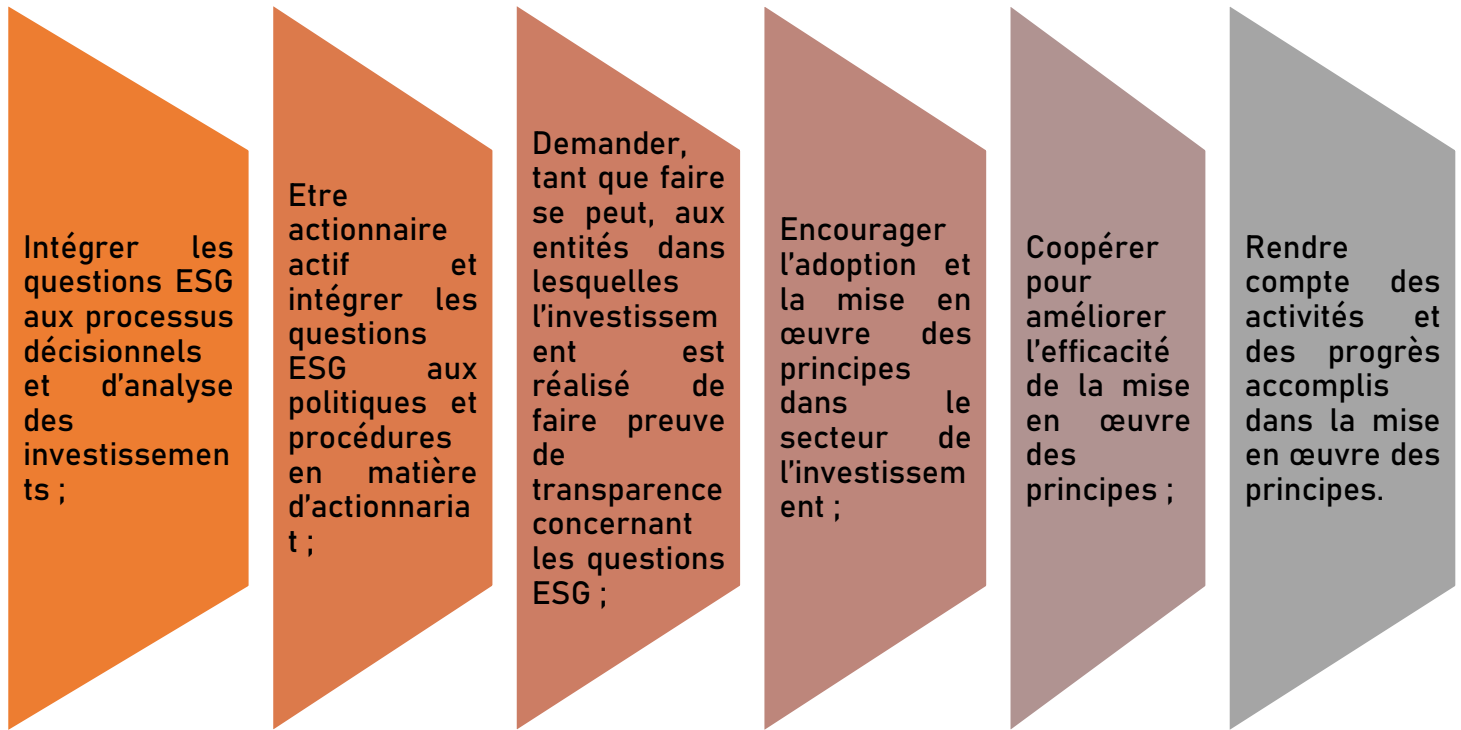 Intégrer les
questions ESG
aux processus
décisionnels
et d'analyse
des
investissemen
ts ;
Etre
actionnaire
actif et
intégrer les
questions
ESG aux
politiques et
procédures
en matière
d'actionnaria
t ;
Demander,
tant que faire
se peut, aux
entités dans
lesquelles
l'investissem
ent est
réalisé de
faire preuve
de
transparence
concernant
les questions
ESG ;
Encourager
l'adoption et
la mise en
œuvre des
principes
dans le
secteur de
l'investissem
ent ;
Coopérer
pour
améliorer
l'efficacité
de la mise
en œuvre
des
principes ;
Rendre
compte des
activités et
des progrès
accomplis
dans la mise
en œuvre des
principes.